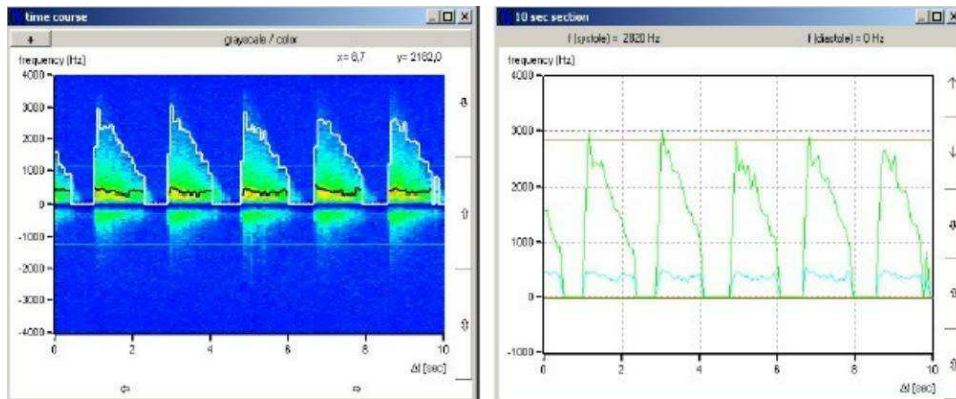 time course
grayscale / color
frequency [Hz]
x= 6,7 y= 2162,0
4000
3000
2000
1000
0
-1000
-2000
-3000
-4000
0 2 4 6 8 10
Δt [sec]
10 sec section
f (systole) = 2820 Hz f (diastole) = 0 Hz
frequency [Hz]
4000
3000
2000
1000
0
-1000
0 2 4 6 8 10
Δt [sec]